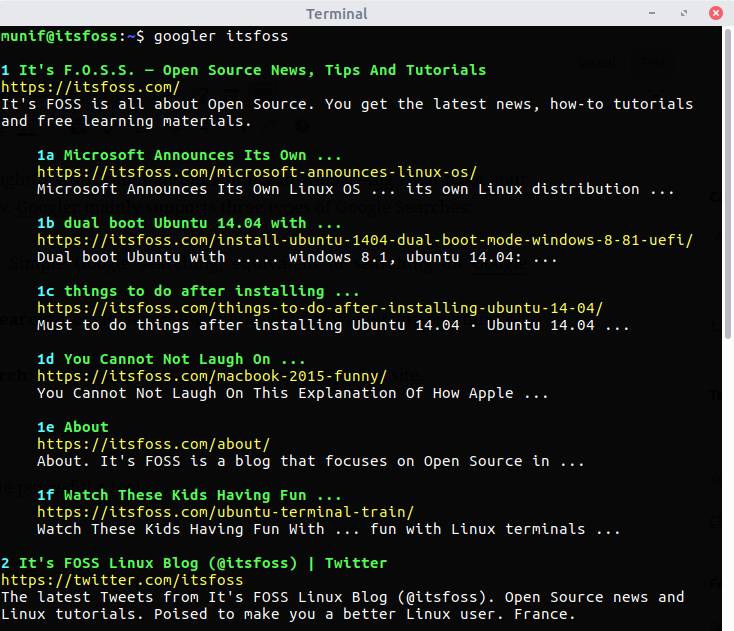 Terminal
munif@itsfoss:~$ googler itsfoss
1 It's F.O.S.S. — Open Source News, Tips And Tutorials
https://itsfoss.com/
It's FOSS is all about Open Source. You get the latest news, how-to tutorials
and free learning materials.
1a Microsoft Announces Its Own ...
https://itsfoss.com/microsoft-announces-linux-os/
Microsoft Announces Its Own Linux OS ... its own Linux distribution ...
1b dual boot Ubuntu 14.04 with ...
https://itsfoss.com/install-ubuntu-1404-dual-boot-mode-windows-8-81-uefi/
Dual boot Ubuntu with ..... windows 8.1, ubuntu 14.04: ...
1c things to do after installing ...
https://itsfoss.com/things-to-do-after-installing-ubuntu-14-04/
Must to do things after installing Ubuntu 14.04 · Ubuntu 14.04 ...
1d You Cannot Not Laugh On ...
https://itsfoss.com/macbook-2015-funny/
You Cannot Not Laugh On This Explanation Of How Apple ...
1e About
https://itsfoss.com/about/
About. It's FOSS is a blog that focuses on Open Source in ...
1f Watch These Kids Having Fun ...
https://itsfoss.com/ubuntu-terminal-train/
Watch These Kids Having Fun With ... fun with Linux terminals ...
2 It's FOSS Linux Blog (@itsfoss) | Twitter
https://twitter.com/itsfoss
The latest Tweets from It's FOSS Linux Blog (@itsfoss). Open Source news and
Linux tutorials. Poised to make you a better Linux user. France.